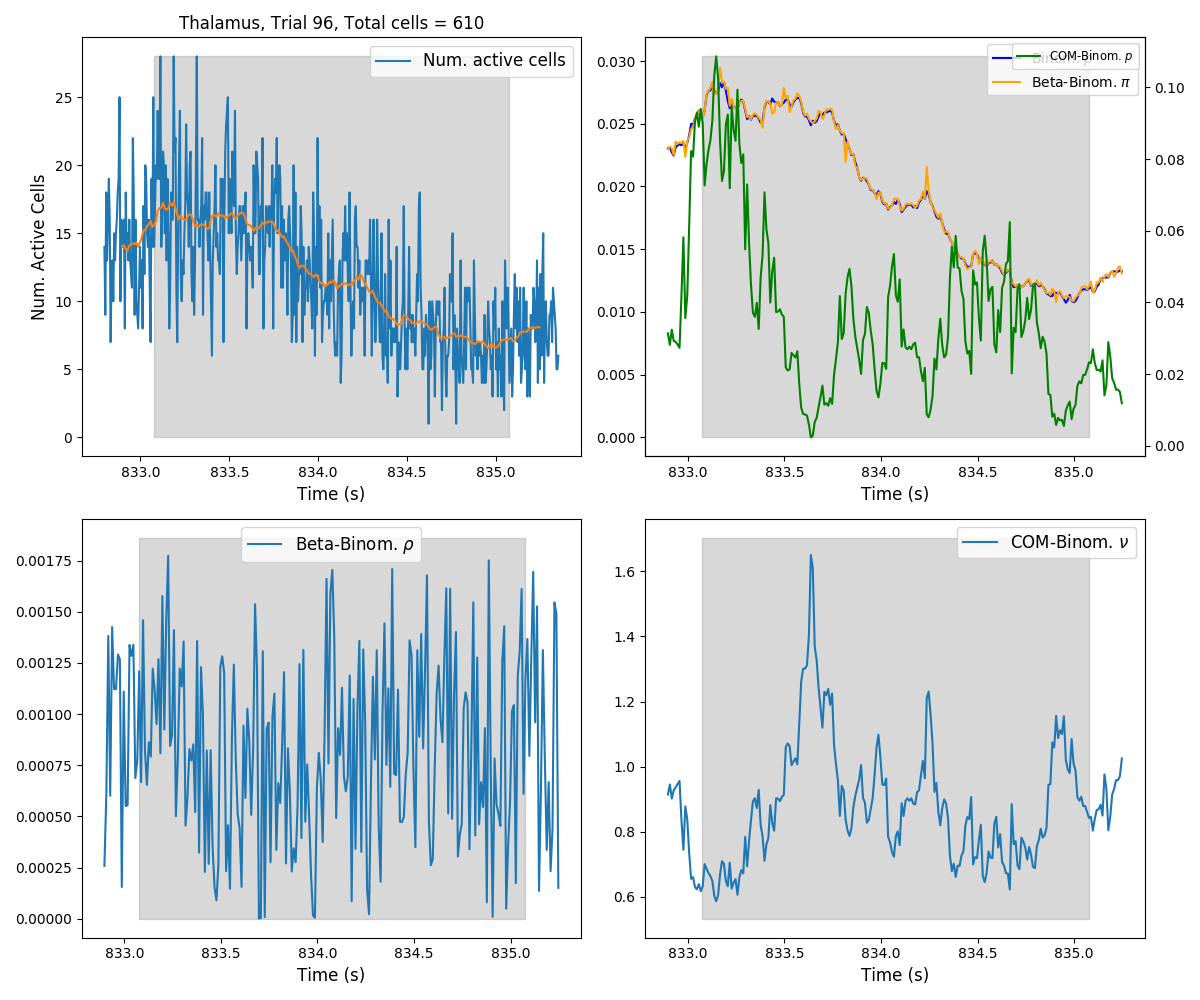 Thalamus, Trial 96, Total cells = 610
Num. active cells
Num. Active Cells
25
20
15
10
5
0
833.0 833.5 834.0 834.5 835.0
Time (s)
COM-Binom. p
Beta-Binom. π
0.030
0.025
0.020
0.015
0.010
0.005
0.000
0.10
0.08
0.06
0.04
0.02
0.00
833.0 833.5 834.0 834.5 835.0
Time (s)
Beta-Binom. ρ
0.00175
0.00150
0.00125
0.00100
0.00075
0.00050
0.00025
0.00000
833.0 833.5 834.0 834.5 835.0
Time (s)
COM-Binom. ν
1.6
1.4
1.2
1.0
0.8
0.6
833.0 833.5 834.0 834.5 835.0
Time (s)